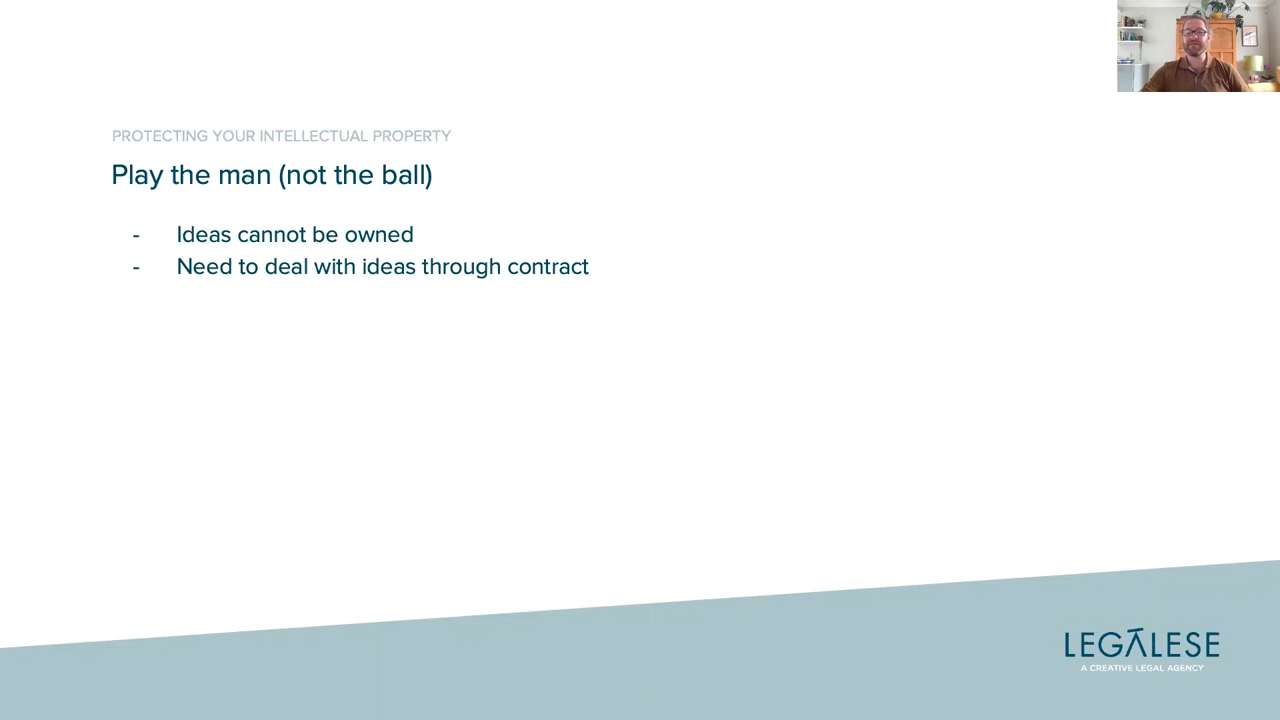 PROTECTING YOUR INTELLECTUAL PROPERTY
Play the man (not the ball)
- Ideas cannot be owned
- Need to deal with ideas through contract
LEGALESE
A CREATIVE LEGAL AGENCY